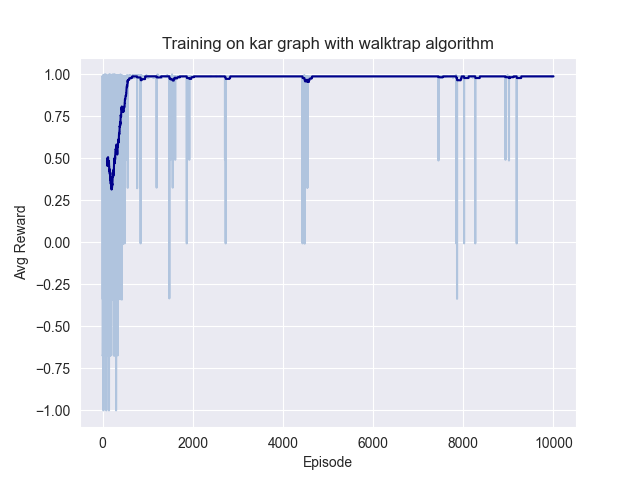 Training on kar graph with walktrap algorithm
1.00
0.75
0.50
0.25
0.00
−0.25
−0.50
−0.75
−1.00
Avg Reward
0 2000 4000 6000 8000 10000
Episode